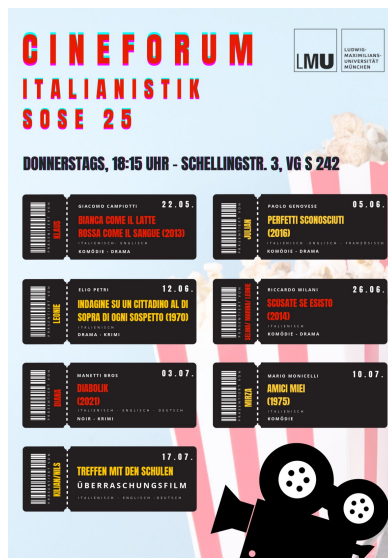 CINEFORUM
ITALIANISTIK
SOSE 25
LMU
LUDWIG-
MAXIMILIANS-
UNIVERSITÄT
MÜNCHEN
DONNERSTAGS, 18:15 UHR - SCHELLINGSTR. 3, VG S 242
KLAUS
GIACOMO CAMPIOTTI 22.05.
BIANCA COME IL LATTE
ROSSA COME IL SANGUE (2013)
ITALIENISCH - ENGLISCH
KOMÖDIE - DRAMA
JULIAN
PAOLO GENOVESE 05.06.
PERFETTI SCONOSCIUTI
(2016)
ITALIENISCH - ENGLISCH - FRANZÖSISCH
KOMÖDIE - DRAMA
LEONIE
ELIO PETRI 12.06.
INDAGINE SU UN CITTADINO AL DI
SOPRA DI OGNI SOSPETTO (1970)
ITALIENISCH
DRAMA - KRIMI
RICCARDO MILANI 26.06.
SCUSATE SE ESISTO
(2014)
ITALIENISCH
KOMÖDIE - DRAMA
DIANA
MANETTI BROS 03.07.
DIABOLIK
(2021)
ITALIENISCH - ENGLISCH - DEUTSCH
NOIR - KRIMI
MIRZA
MARIO MONICELLI 10.07.
AMICI MIEI
(1975)
ITALIENISCH
KOMÖDIE
KILIAN/NILS
17.07.
TREFFEN MIT DEN SCHULEN
ÜBERRASCHUNGSFILM
ITALIENISCH - ENGLISCH - DEUTSCH